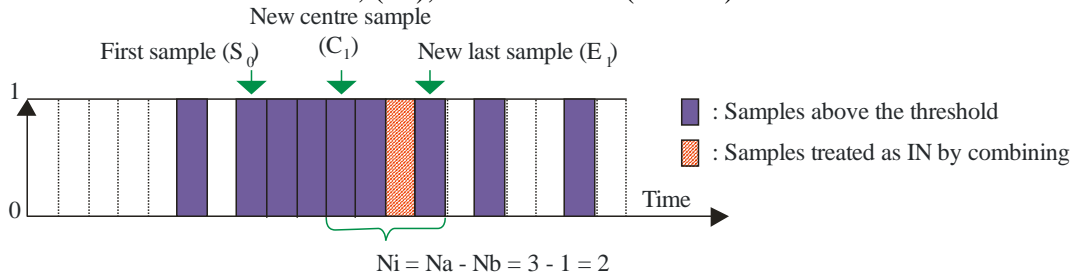 New centre sample
(C1)
First sample (S0)
New last sample (E1)
1
0
Time
: Samples above the threshold
: Samples treated as IN by combining
Ni = Na - Nb = 3 - 1 = 2